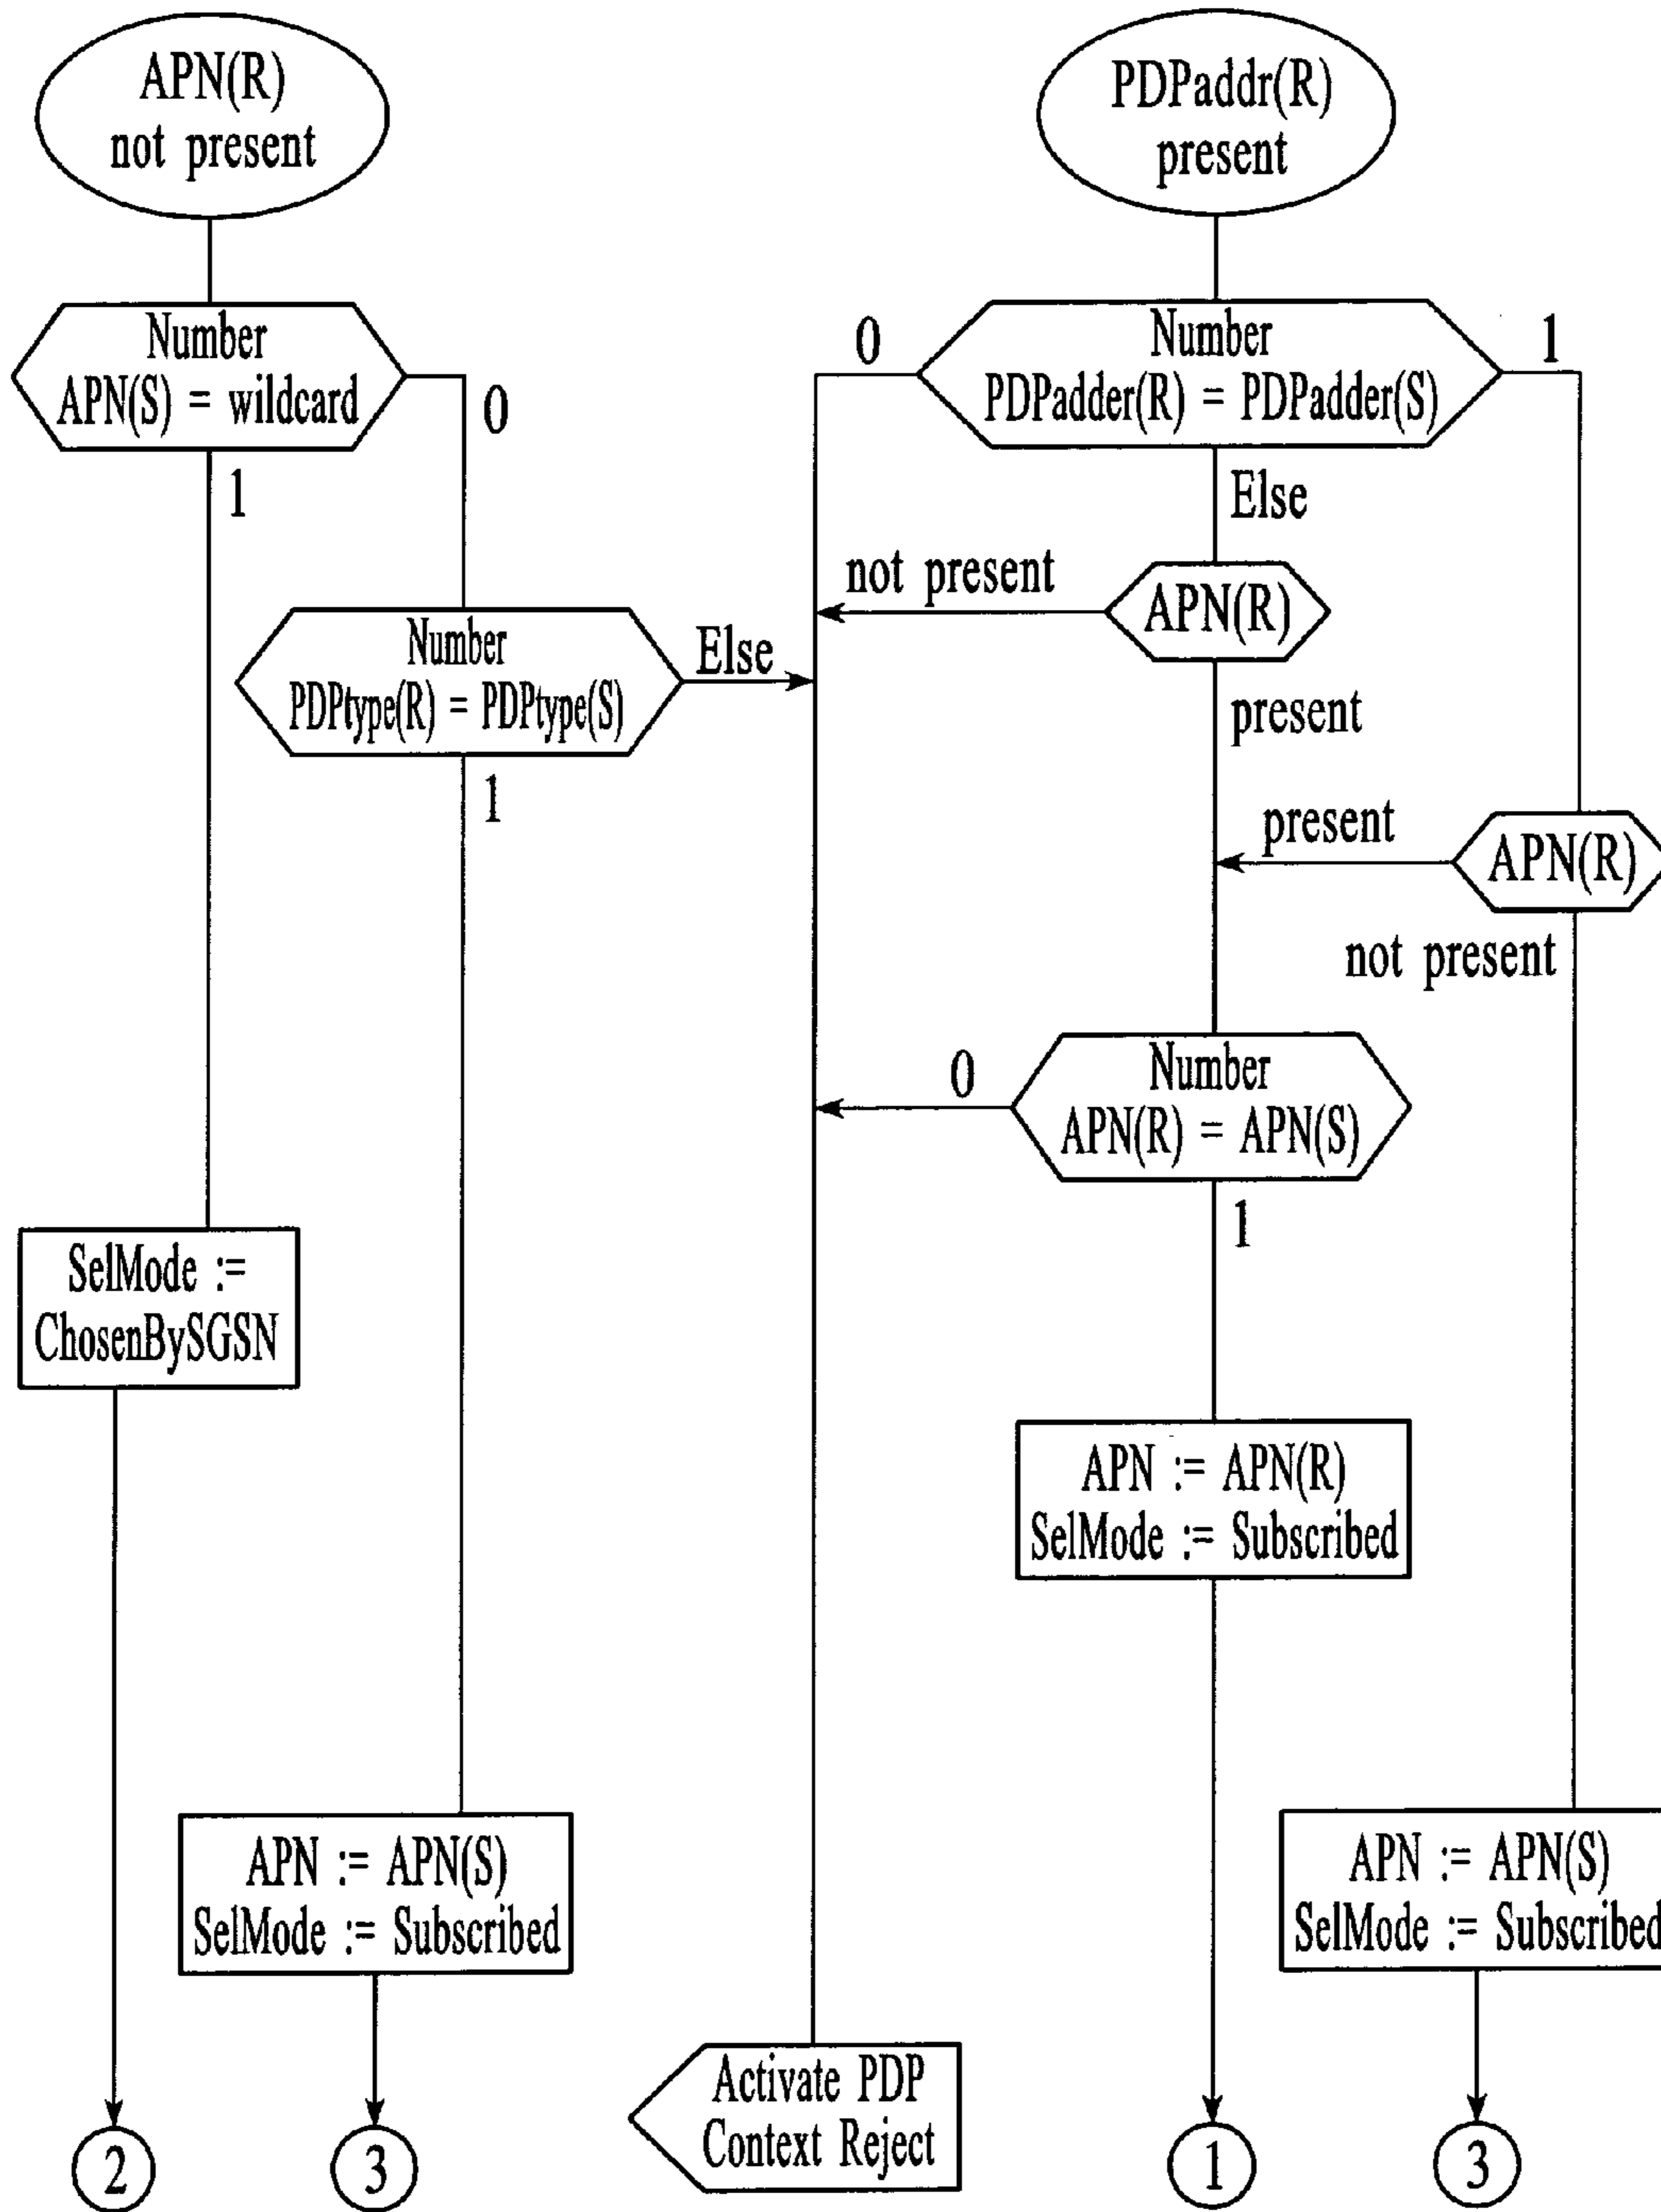 APN(R)
not present
PDPaddr(R)
present
Number
APN(S) = wildcard
0
1
0
Number
PDPadder(R) = PDPadder(S)
1
Else
not present
APN(R)
Number
PDPtype(R) = PDPtype(S)
Else
1
present
present
APN(R)
not present
0
Number
APN(R) = APN(S)
1
SelMode :=
ChosenBySGSN
APN := APN(R)
SelMode := Subscribed
APN := APN(S)
SelMode := Subscribed
APN := APN(S)
SelMode := Subscribed
Activate PDP
Context Reject
2
3
1
3